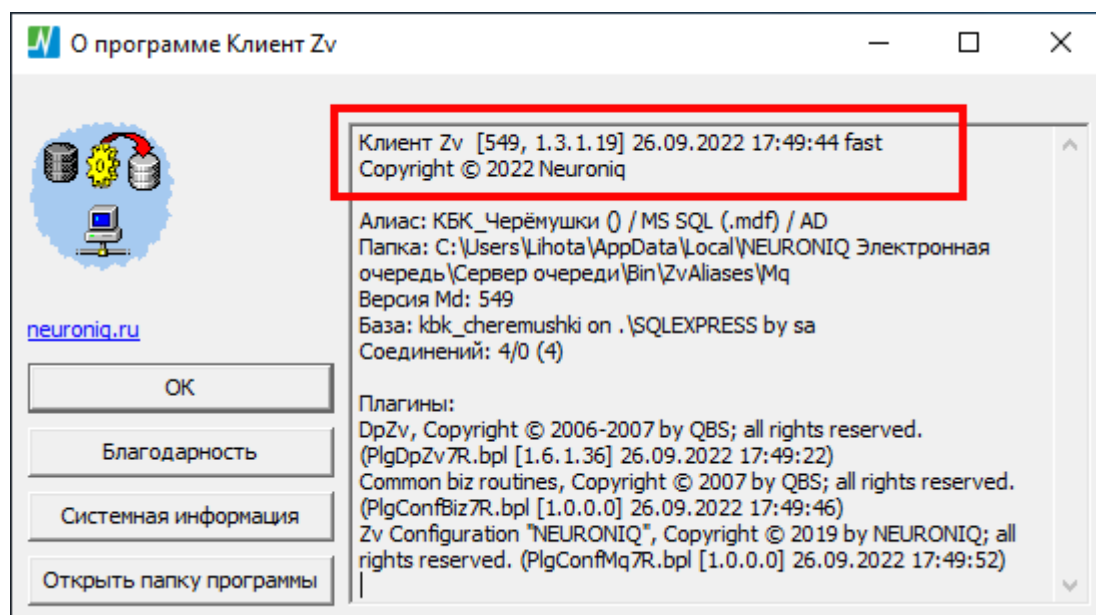 О программе Клиент Zv
Клиент Zv [549, 1.3.1.19] 26.09.2022 17:49:44 fast
Copyright © 2022 Neuroniq
Алиас: КБК_Черёмушки () / MS SQL (.mdf) / AD
Папка: C:\Users\Lihota\AppData\Local\NEURONIQ Электронная
очередь\Сервер очереди\Bin\ZvAliases\Mq
Версия Md: 549
База: kbk_cheremushki on .\SQLEXPRESS by sa
Соединений: 4/0 (4)
Плагины:
DpZv, Copyright © 2006-2007 by QBS; all rights reserved.
(PlgDpZv7R.bpl [1.6.1.36] 26.09.2022 17:49:22)
Common biz routines, Copyright © 2007 by QBS; all rights reserved.
(PlgConfBiz7R.bpl [1.0.0.0] 26.09.2022 17:49:46)
Zv Configuration "NEURONIQ", Copyright © 2019 by NEURONIQ; all
rights reserved. (PlgConfMq7R.bpl [1.0.0.0] 26.09.2022 17:49:52)
neuroniq.ru
ОК
Благодарность
Системная информация
Открыть папку программы